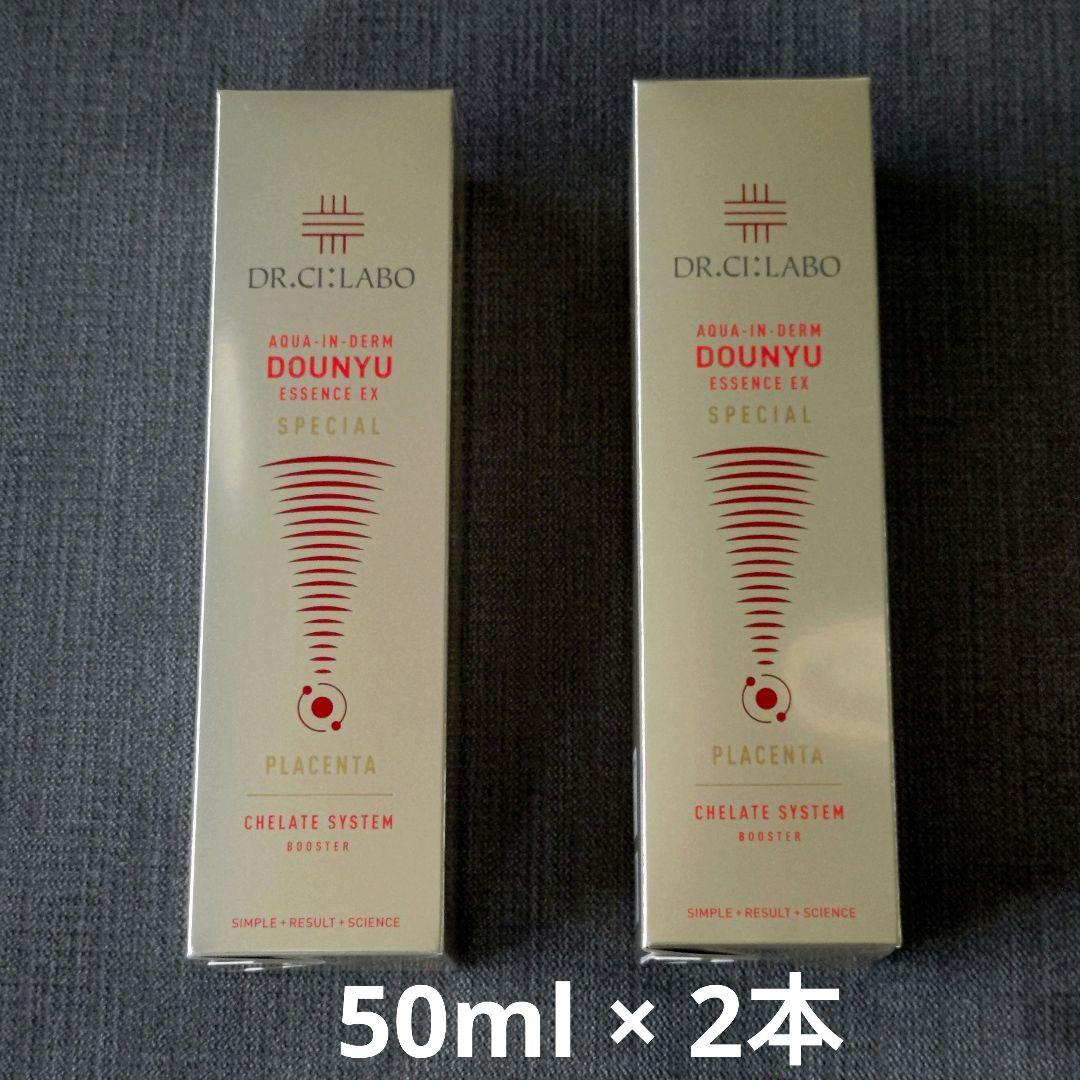 DR.CI:LABO
AQUA-IN-DERM
DOUNYU
ESSENCE EX
SPECIAL
PLACENTA
CHELATE SYSTEM
BOOSTER
SIMPLE + RESULT + SCIENCE
DR.CI:LABO
AQUA-IN-DERM
DOUNYU
ESSENCE EX
SPECIAL
PLACENTA
CHELATE SYSTEM
BOOSTER
SIMPLE + RESULT + SCIENCE
50ml × 2本